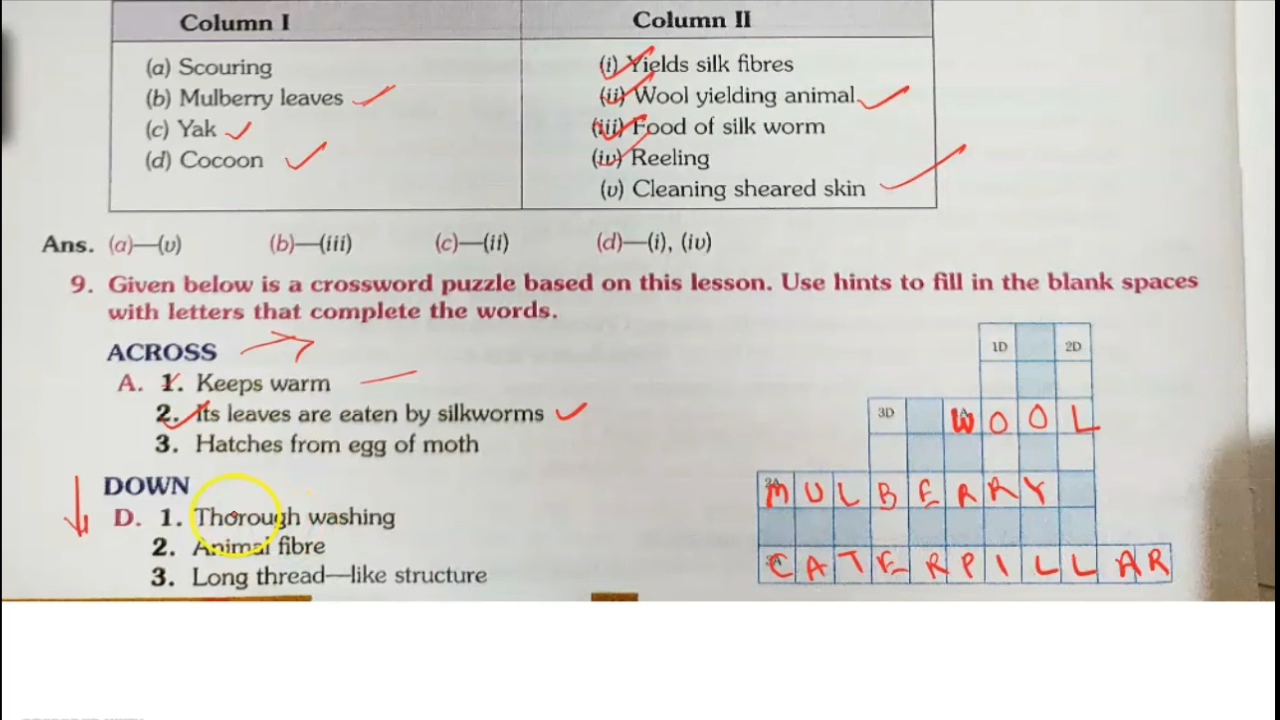 Column I Column II
(a) Scouring (i) Yields silk fibres
(b) Mulberry leaves (ii) Wool yielding animal
(c) Yak (iii) Food of silk worm
(d) Cocoon (iv) Reeling
(v) Cleaning sheared skin
Ans. (a)—(v) (b)—(iii) (c)—(ii) (d)—(i), (iv)
9. Given below is a crossword puzzle based on this lesson. Use hints to fill in the blank spaces
with letters that complete the words.
ACROSS
A. 1. Keeps warm
2. Its leaves are eaten by silkworms
3. Hatches from egg of moth
DOWN
D. 1. Thorough washing
2. Animal fibre
3. Long thread—like structure
1D 2D
3D WOOL
MULBERRY
CATERPILLAR